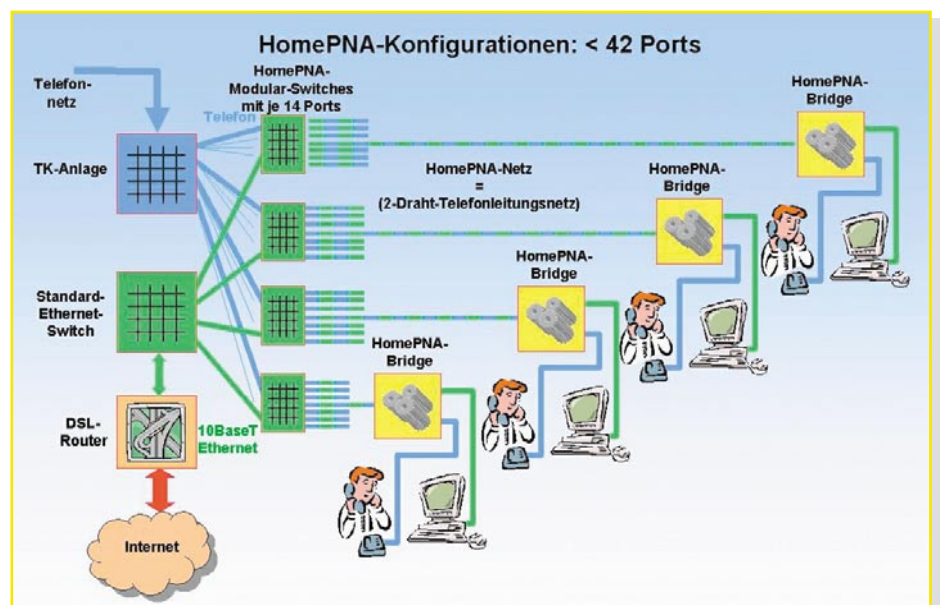 HomePNA-Konfigurationen: < 42 Ports
Telefon-
netz
HomePNA-
Modular-Switches
mit je 14 Ports
HomePNA-
Bridge
Telefon
TK-Anlage
HomePNA-Netz
=
(2-Draht-Telefonleitungsnetz)
HomePNA-
Bridge
HomePNA-
Bridge
Standard-
Ethernet-
Switch
HomePNA-
Bridge
DSL-
Router
10BaseT
Ethernet
Internet